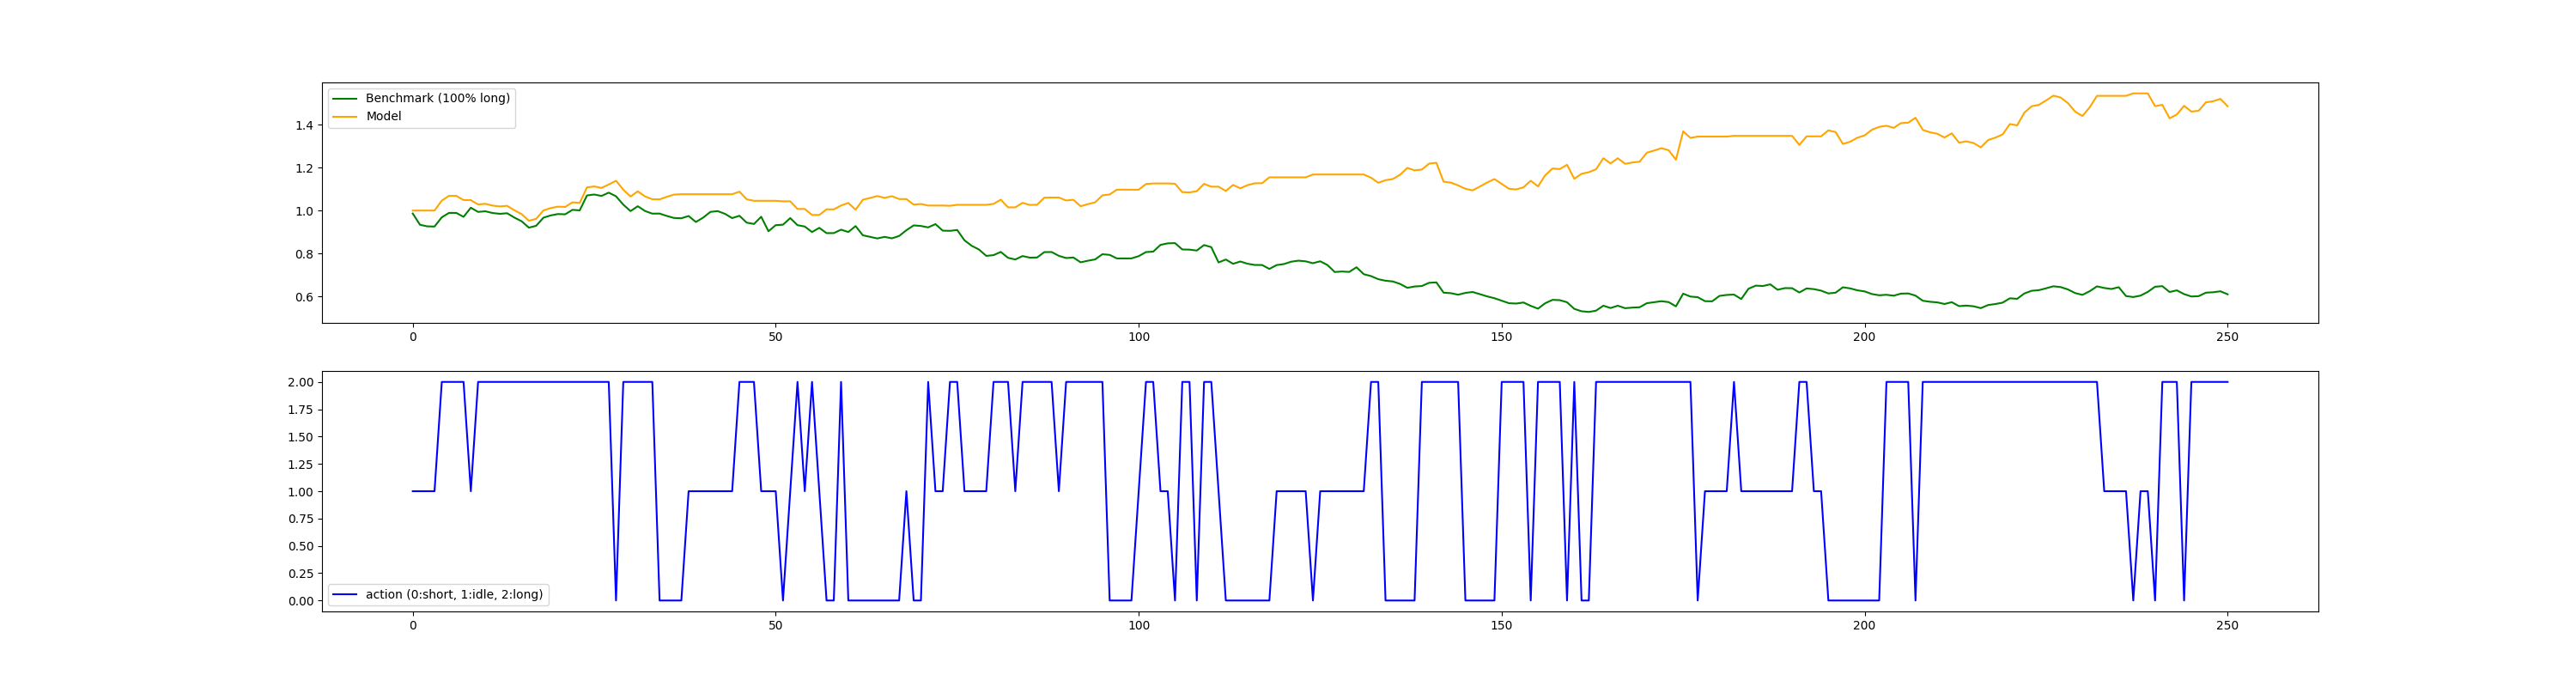 Benchmark (100% long)
Model
1.4
1.2
1.0
0.8
0.6
0 50 100 150 200 250
2.00
1.75
1.50
1.25
1.00
0.75
0.50
0.25
0.00
action (0:short, 1:idle, 2:long)
0 50 100 150 200 250